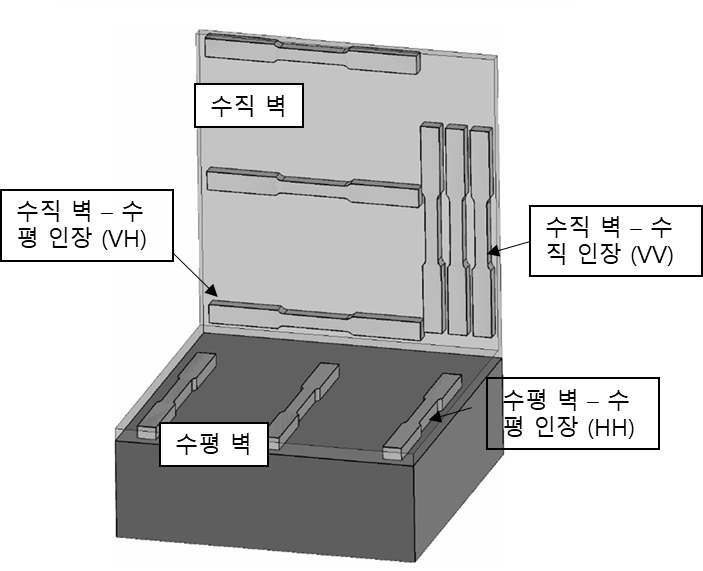 수직 벽
수직 벽 – 수
평 인장 (VH)
수직 벽 – 수
직 인장 (VV)
수평 벽 – 수
평 인장 (HH)
수평 벽